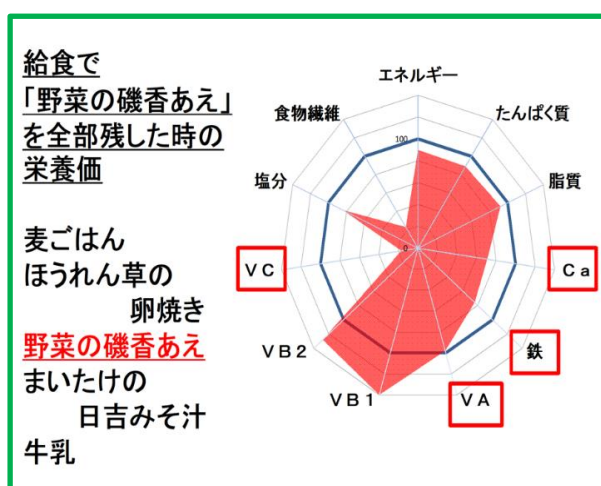 給食で
「野菜の磯香あえ」
を全部残した時の
栄養価
麦ごはん
ほうれん草の
卵焼き
野菜の磯香あえ
まいたけの
日吉みそ汁
牛乳
エネルギー
たんぱく質
脂質
Ca
鉄
VA
VB1
VB2
VC
塩分
食物繊維
100
0